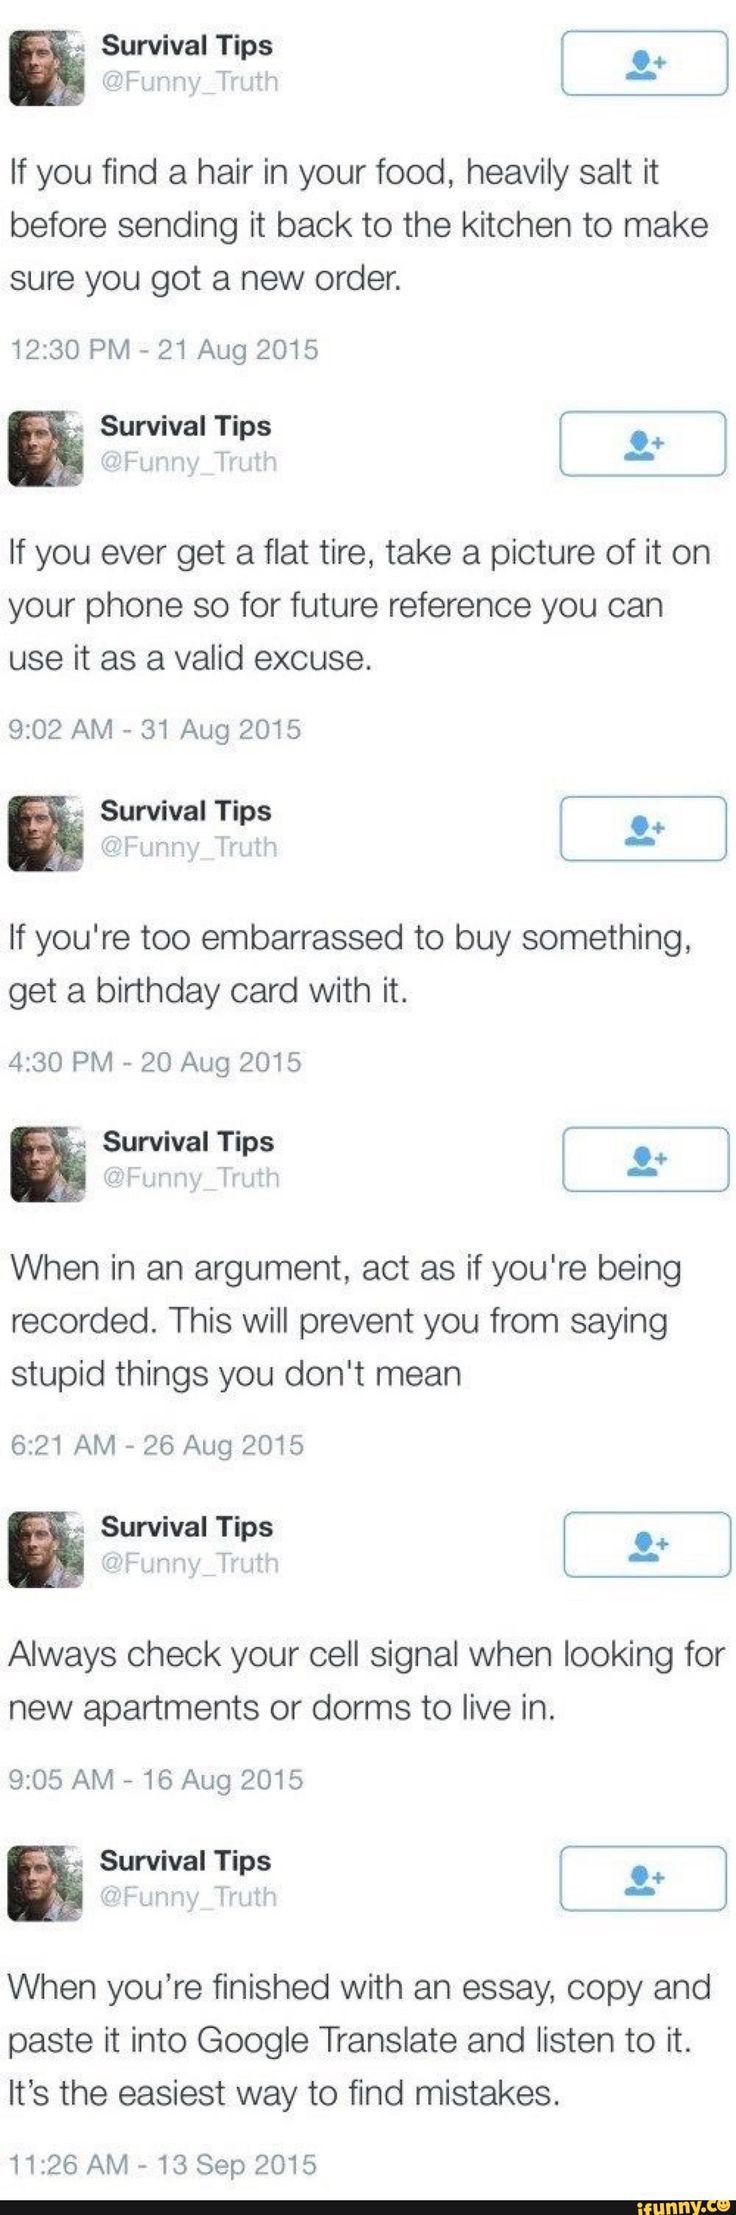 Survival Tips
@Funny_Truth
If you find a hair in your food, heavily salt it
before sending it back to the kitchen to make
sure you got a new order.
12:30 PM - 21 Aug 2015
Survival Tips
@Funny_Truth
If you ever get a flat tire, take a picture of it on
your phone so for future reference you can
use it as a valid excuse.
9:02 AM - 31 Aug 2015
Survival Tips
@Funny_Truth
If you're too embarrassed to buy something,
get a birthday card with it.
4:30 PM - 20 Aug 2015
Survival Tips
@Funny_Truth
When in an argument, act as if you're being
recorded. This will prevent you from saying
stupid things you don't mean
6:21 AM - 26 Aug 2015
Survival Tips
@Funny_Truth
Always check your cell signal when looking for
new apartments or dorms to live in.
9:05 AM - 16 Aug 2015
Survival Tips
@Funny_Truth
When you’re finished with an essay, copy and
paste it into Google Translate and listen to it.
It’s the easiest way to find mistakes.
11:26 AM - 13 Sep 2015
ifunny.co